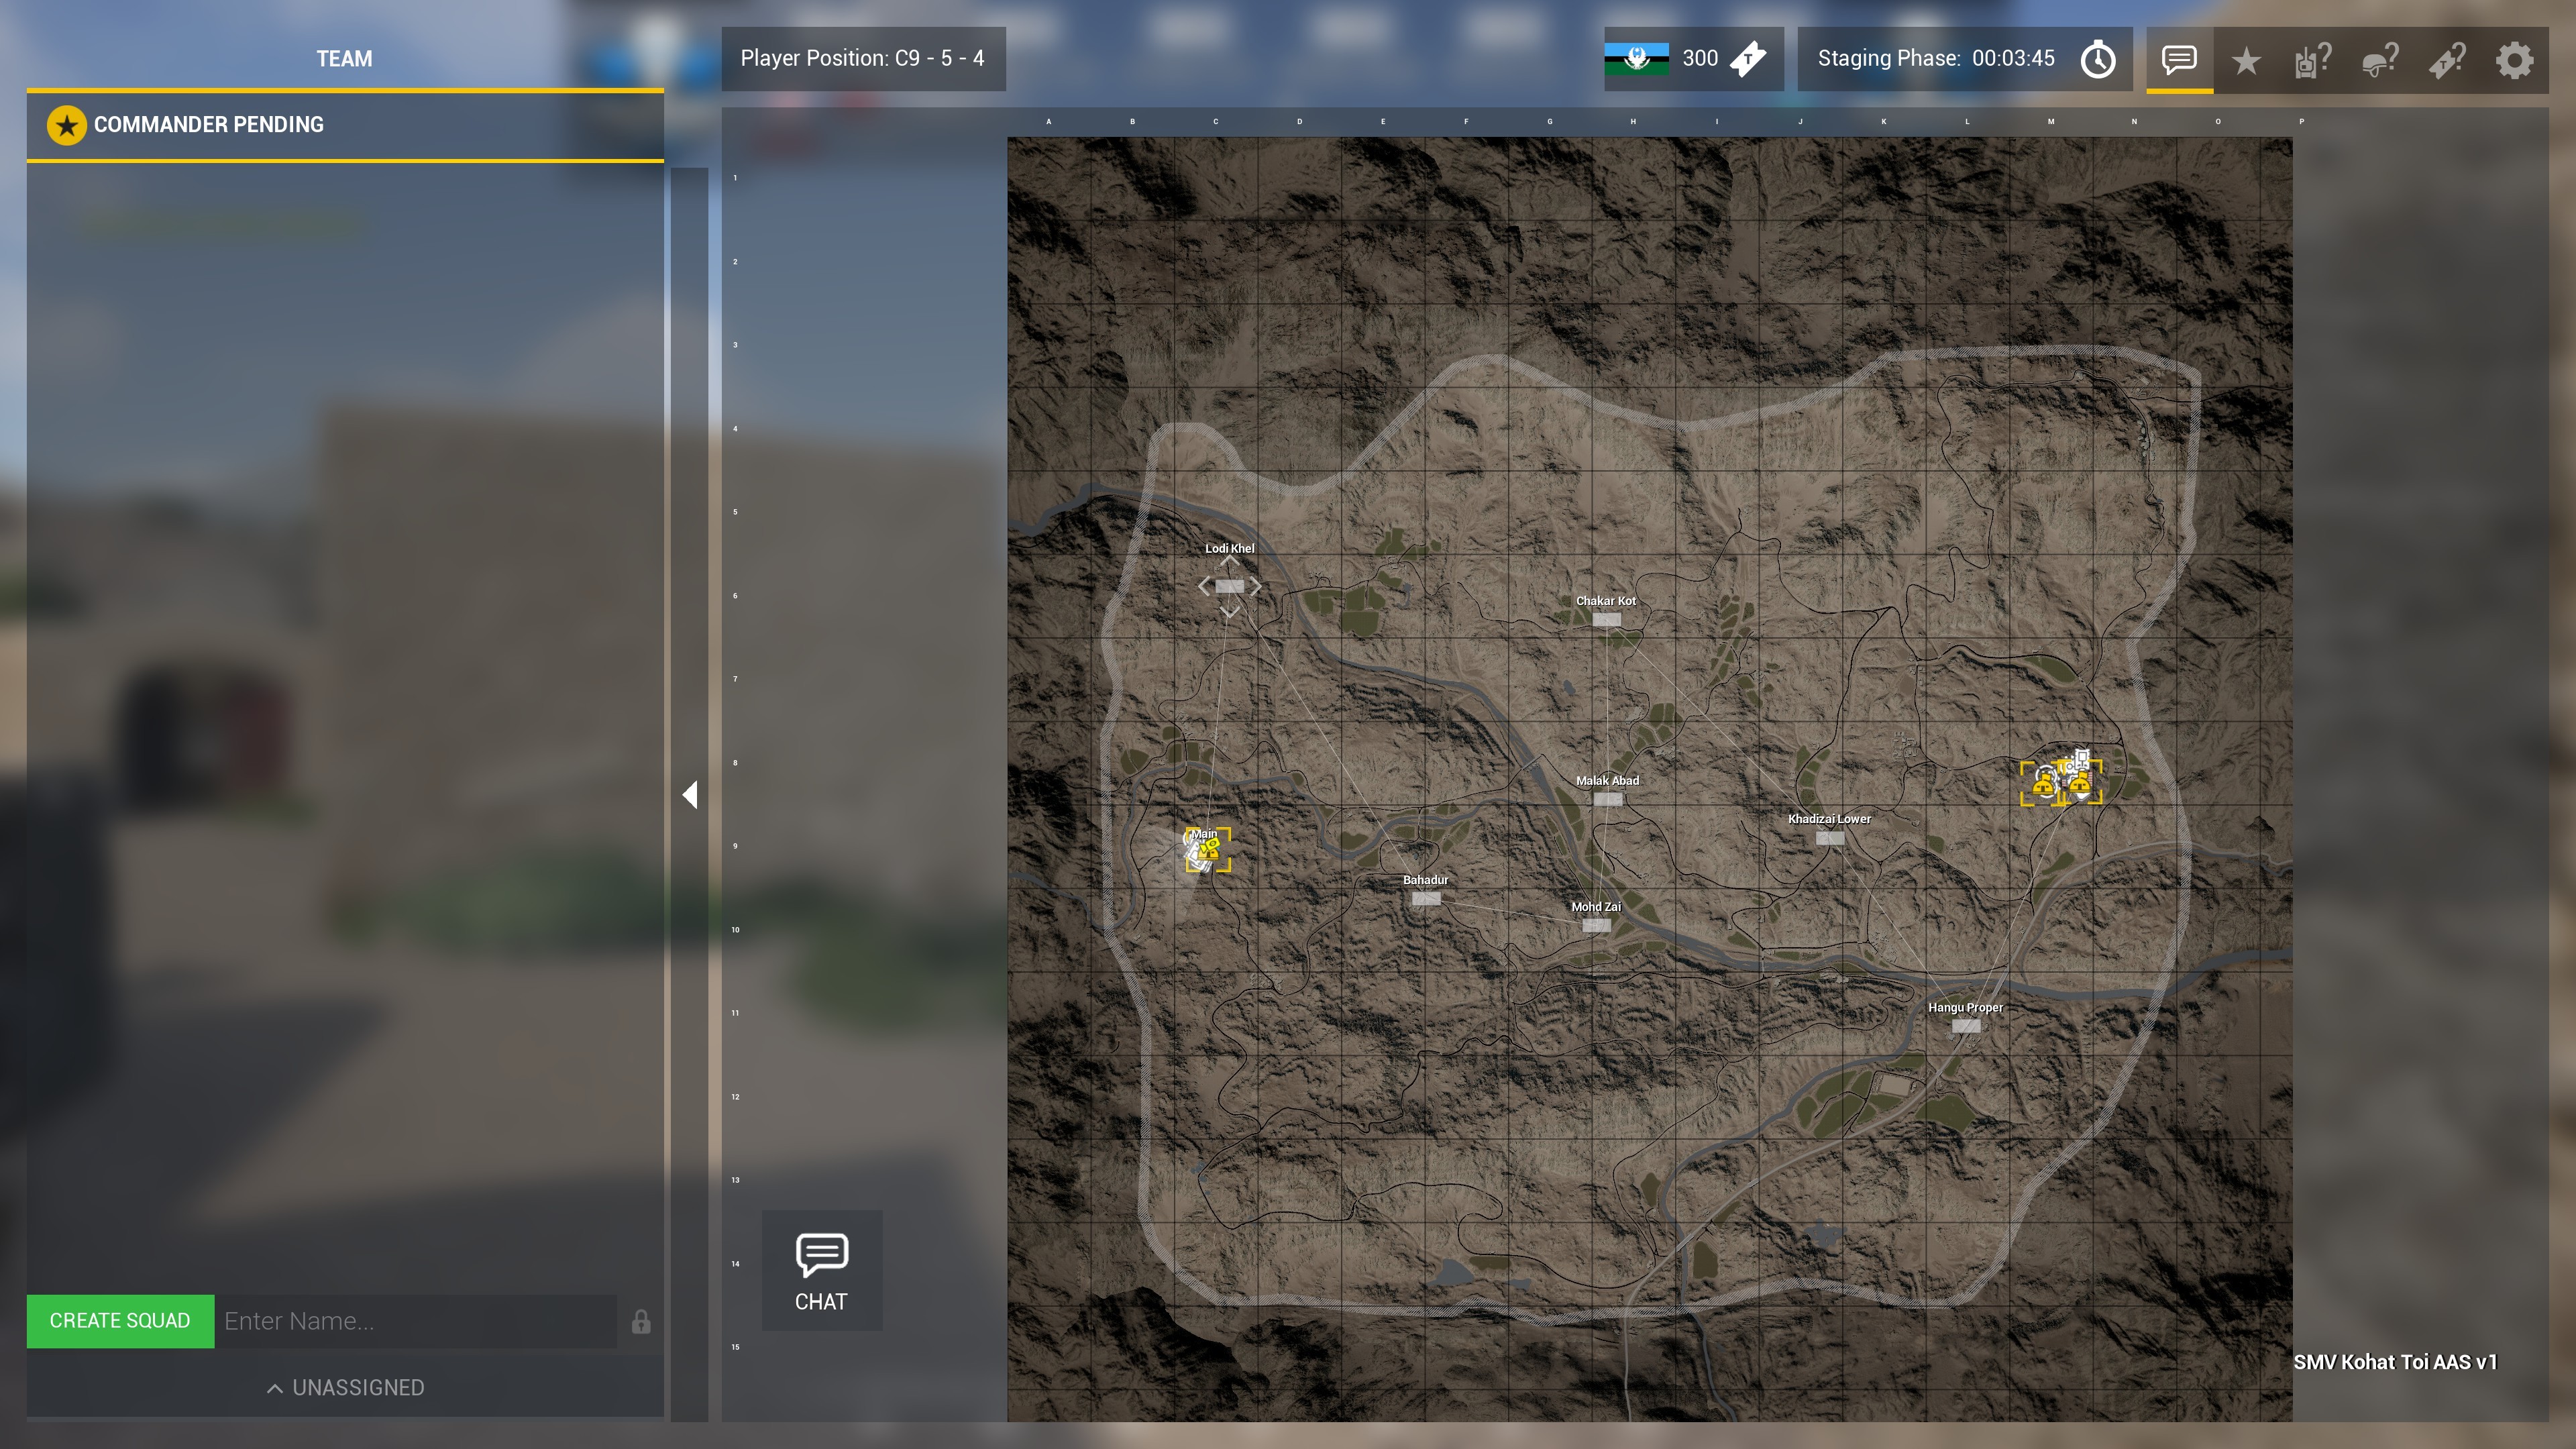 TEAM
Player Position: C9 - 5 - 4
300
T
Staging Phase: 00:03:45
?
?
T?
COMMANDER PENDING
A B C D E F G H I J K L M N O P
1
2
3
4
5
Lodi Khel
6
Chakar Kot
7
8
Malak Abad
Khadizai Lower
Main
9
Bahadur
Mohd Zai
10
Hangu Proper
11
12
13
14
CHAT
CREATE SQUAD
Enter Name...
15
SMV Kohat Toi AAS v1
UNASSIGNED